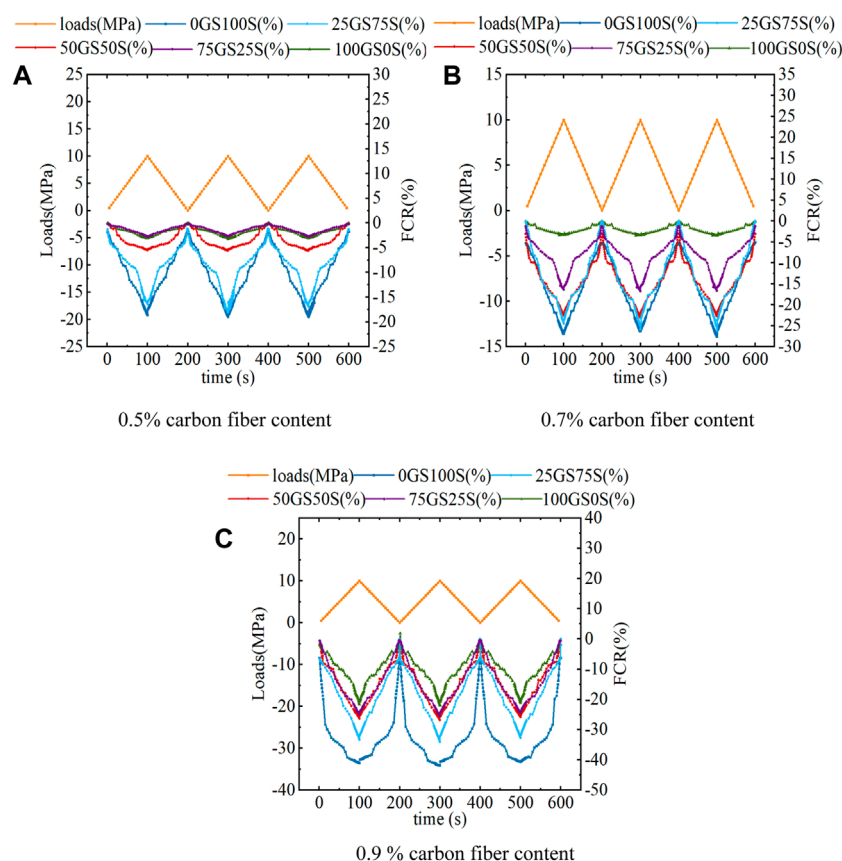 loads(MPa) 0GS100S(%) 25GS75S(%)
50GS50S(%) 75GS25S(%) 100GS0S(%)
A
25
20
15
10
5
0
-5
-10
-15
-20
-25
Loads(MPa)
30
25
20
15
10
5
0
-5
-10
-15
-20
-25
FCR(%)
0 100 200 300 400 500 600
time (s)
0.5% carbon fiber content
loads(MPa) 0GS100S(%) 25GS75S(%)
50GS50S(%) 75GS25S(%) 100GS0S(%)
B
15
10
5
0
-5
-10
-15
Loads(MPa)
35
30
25
20
15
10
5
0
-5
-10
-15
-20
-25
-30
FCR(%)
0 100 200 300 400 500 600
time (s)
0.7% carbon fiber content
loads(MPa) 0GS100S(%) 25GS75S(%)
50GS50S(%) 75GS25S(%) 100GS0S(%)
C
20
10
0
-10
-20
-30
-40
Loads(MPa)
40
30
20
10
0
-10
-20
-30
-40
-50
FCR(%)
0 100 200 300 400 500 600
time (s)
0.9 % carbon fiber content